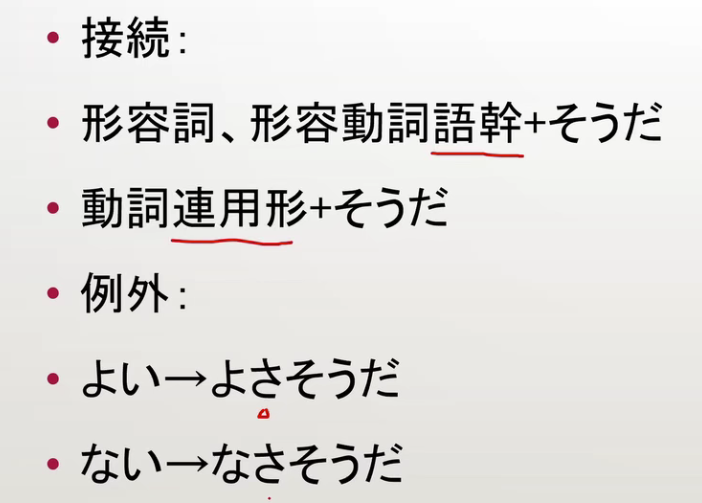 • 接続：
• 形容詞、形容動詞語幹+そうだ
• 動詞連用形+そうだ
• 例外：
• よい→よさそうだ
• ない→なさそうだ